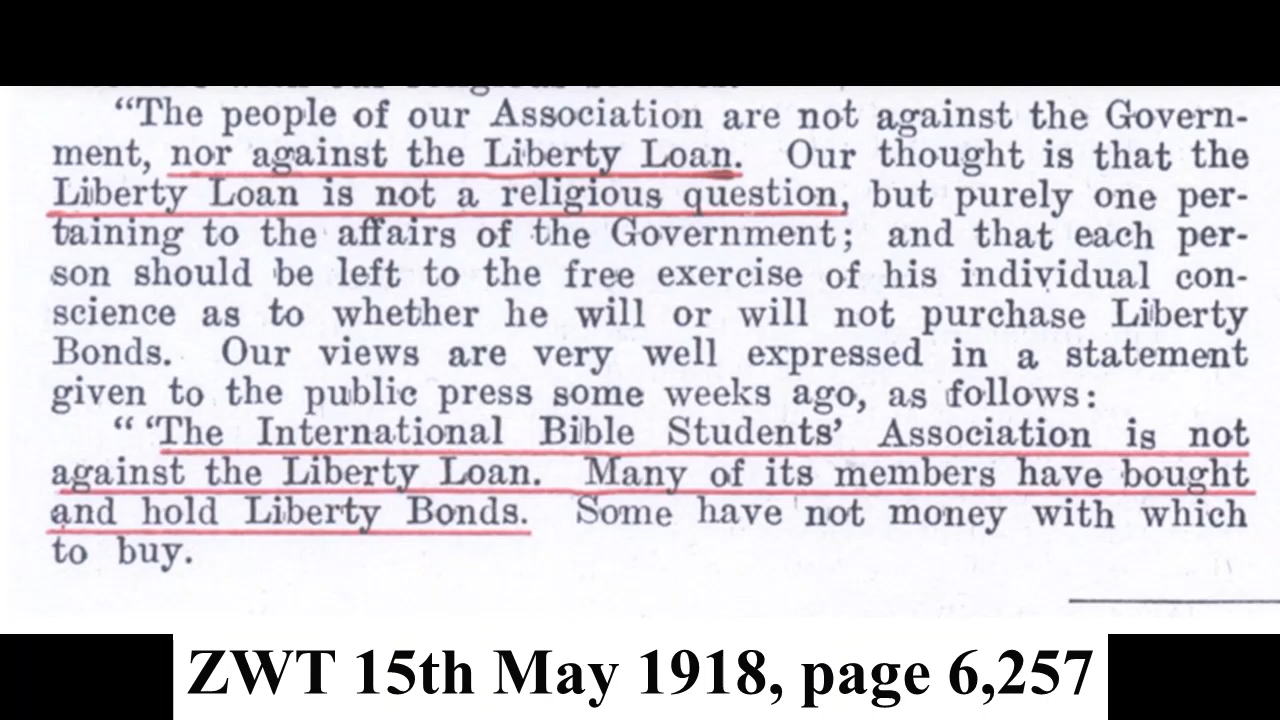 “The people of our Association are not against the Govern-
ment, nor against the Liberty Loan. Our thought is that the
Liberty Loan is not a religious question, but purely one per-
taining to the affairs of the Government; and that each per-
son should be left to the free exercise of his individual con-
science as to whether he will or will not purchase Liberty
Bonds. Our views are very well expressed in a statement
given to the public press some weeks ago, as follows:
“ ‘The International Bible Students’ Association is not
against the Liberty Loan. Many of its members have bought
and hold Liberty Bonds. Some have not money with which
to buy.
ZWT 15th May 1918, page 6,257